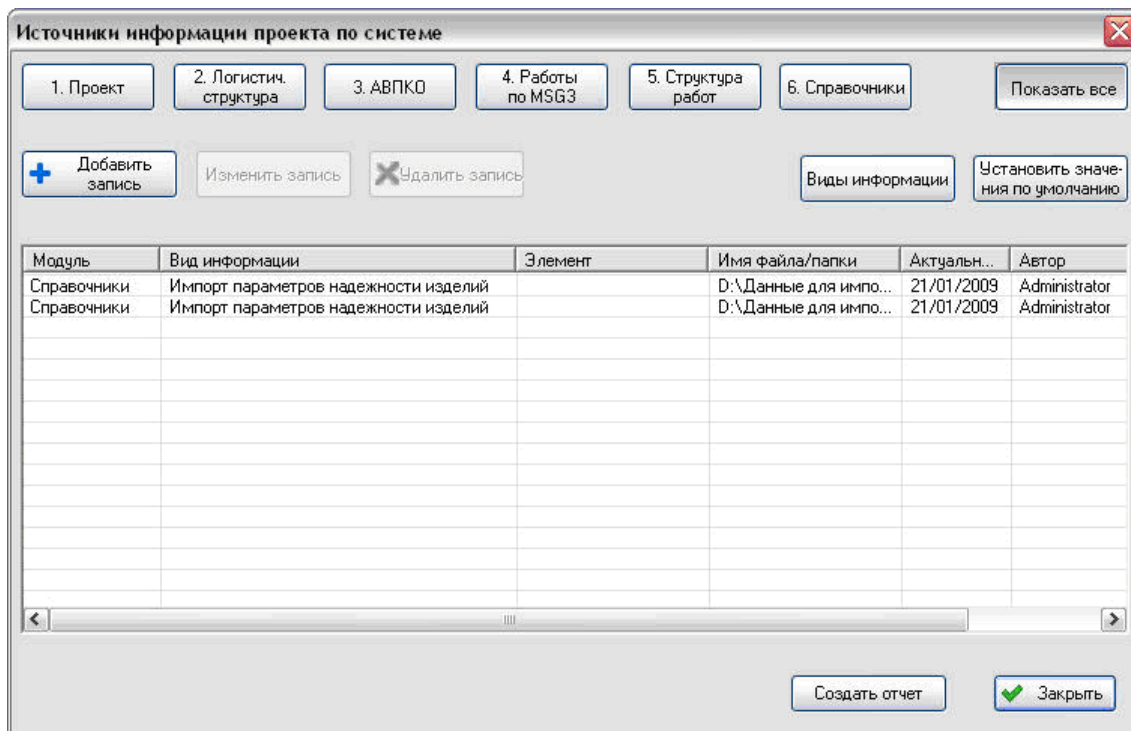 Источники информации проекта по системе
1. Проект
2. Логистич.
структура
3. АВПКО
4. Работы
по MSG3
5. Структура
работ
6. Справочники
Показать все
Добавить
запись
Изменить запись
Удалить запись
Виды информации
Установить значе-
ния по умолчанию
Модуль Вид информации Элемент Имя файла/папки Актуальн... Автор
Справочники Импорт параметров надежности изделий D:\Данные для импо... 21/01/2009 Administrator
Справочники Импорт параметров надежности изделий D:\Данные для импо... 21/01/2009 Administrator
Создать отчет
Закрыть